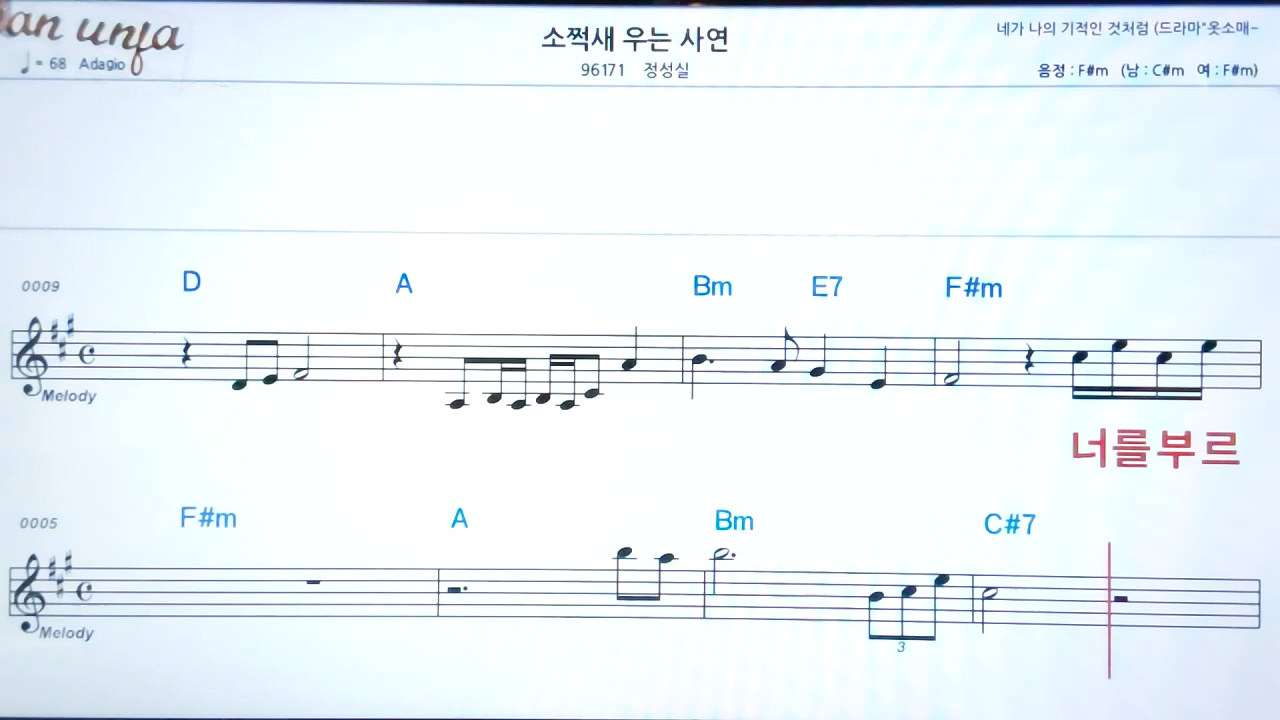 소쩍새 우는 사연
네가 나의 기적인 것처럼 (드라마"옷소매~
♩= 68 Adagio
96171 정성실
음정 : F#m (남 : C#m 여 : F#m)
0009 D A Bm E7 F#m
Melody
너를부르
0005 F#m A Bm C#7
Melody
3